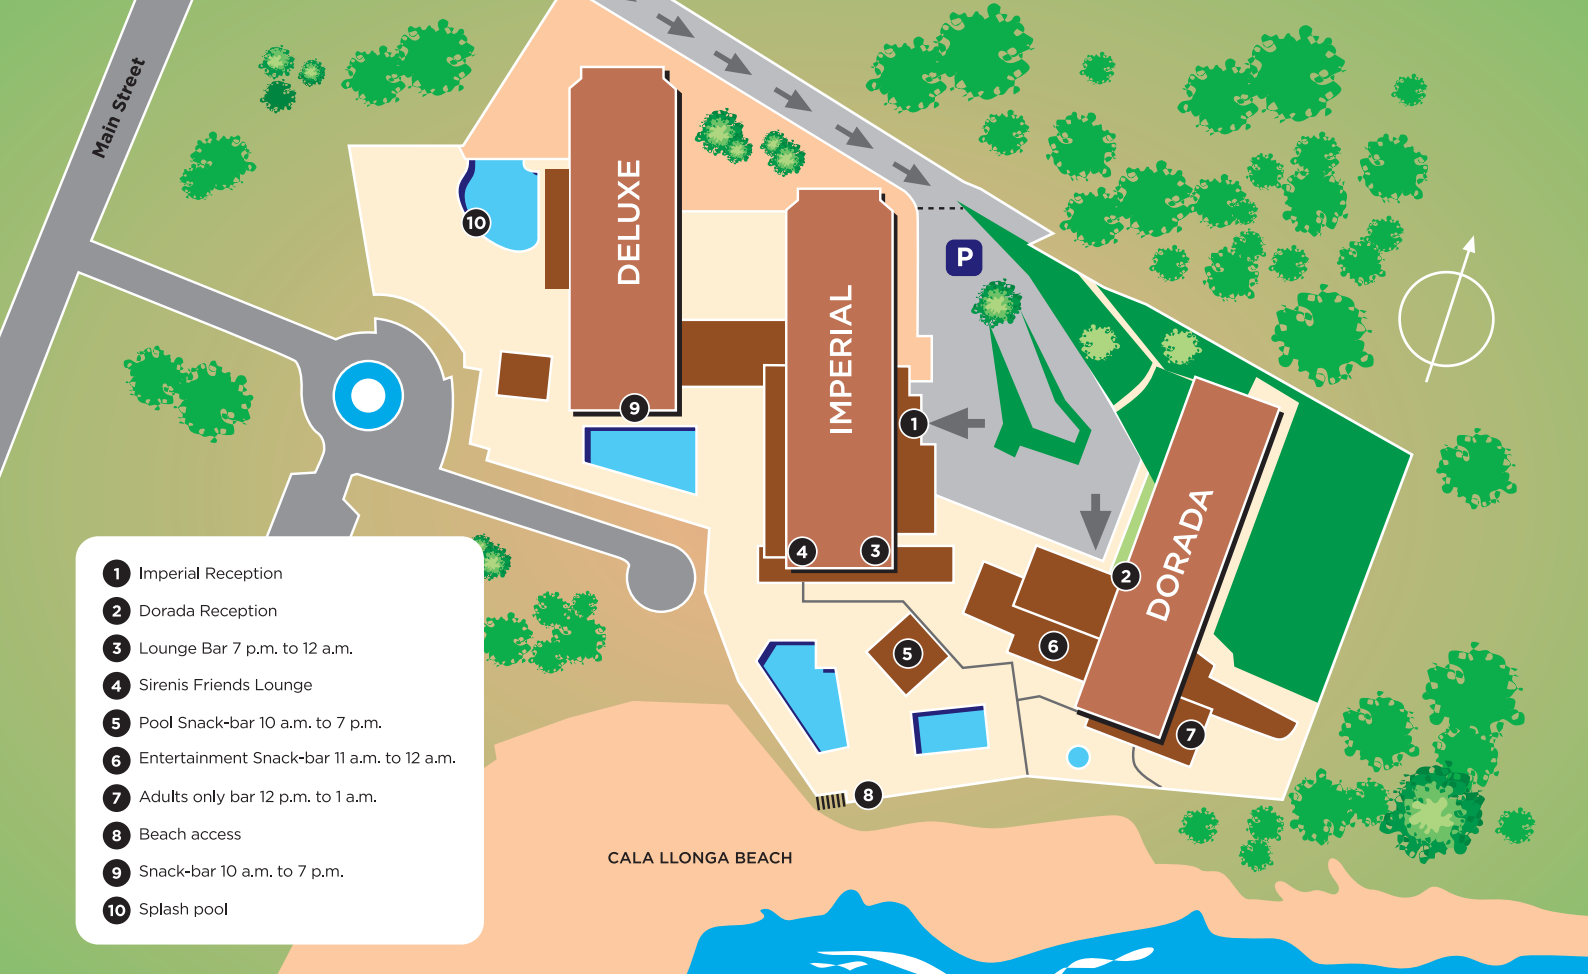 Main Street
DELUXE
10
9
IMPERIAL
P
1
4
3
DORADA
2
5
6
7
8
1 Imperial Reception
2 Dorada Reception
3 Lounge Bar 7 p.m. to 12 a.m.
4 Sirenis Friends Lounge
5 Pool Snack-bar 10 a.m. to 7 p.m.
6 Entertainment Snack-bar 11 a.m. to 12 a.m.
7 Adults only bar 12 p.m. to 1 a.m.
8 Beach access
9 Snack-bar 10 a.m. to 7 p.m.
10 Splash pool
CALA LLONGA BEACH